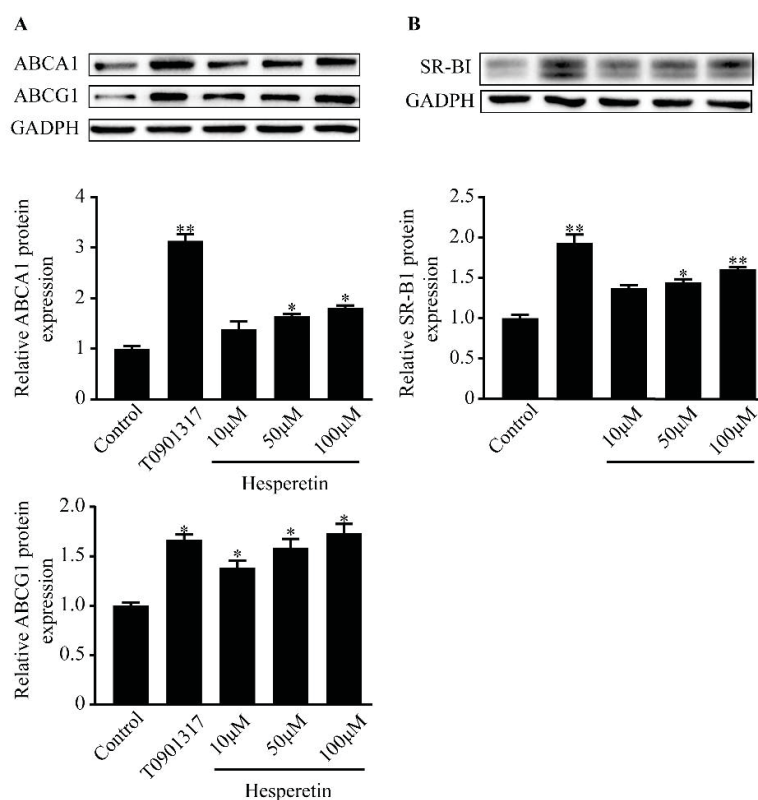 A
ABCA1
ABCG1
GADPH
B
SR-BI
GADPH
Relative ABCA1 protein
expression
4
3
2
1
0
**
*
*
Control
T0901317
10μM
50μM
100μM
Hesperetin
Relative SR-B1 protein
expression
2.5
2.0
1.5
1.0
0.5
0
**
*
**
Control
10μM
50μM
100μM
Relative ABCG1 protein
expression
2.0
1.5
1.0
0.5
0
*
*
*
*
Control
T0901317
10μM
50μM
100μM
Hesperetin